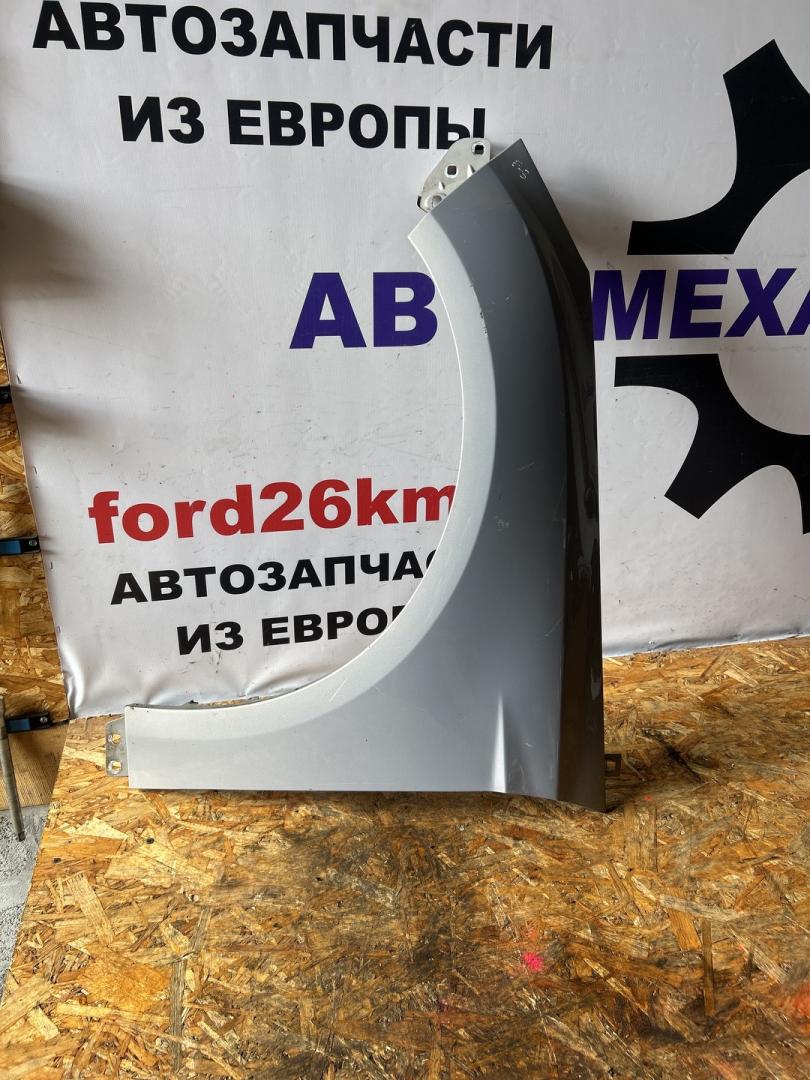 АВТОЗАПЧАСТИ
ИЗ ЕВРОПЫ
АВ МЕХА
ford26km
АВТОЗАПЧАС
ИЗ ЕВРОП